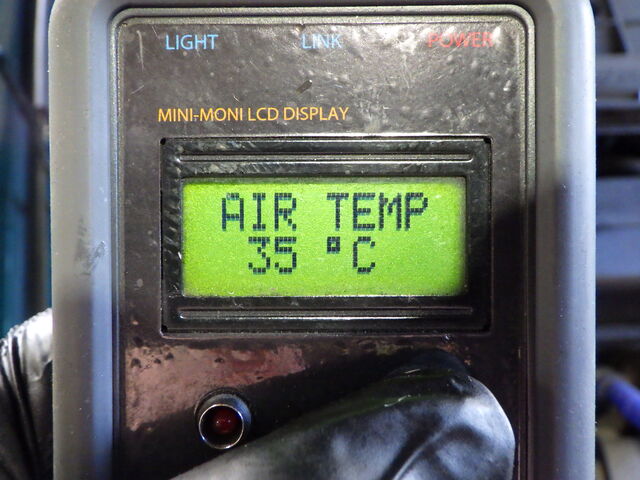 LIGHT LINK POWER
MINI-MONI LCD DISPLAY
AIR TEMP
35 °C